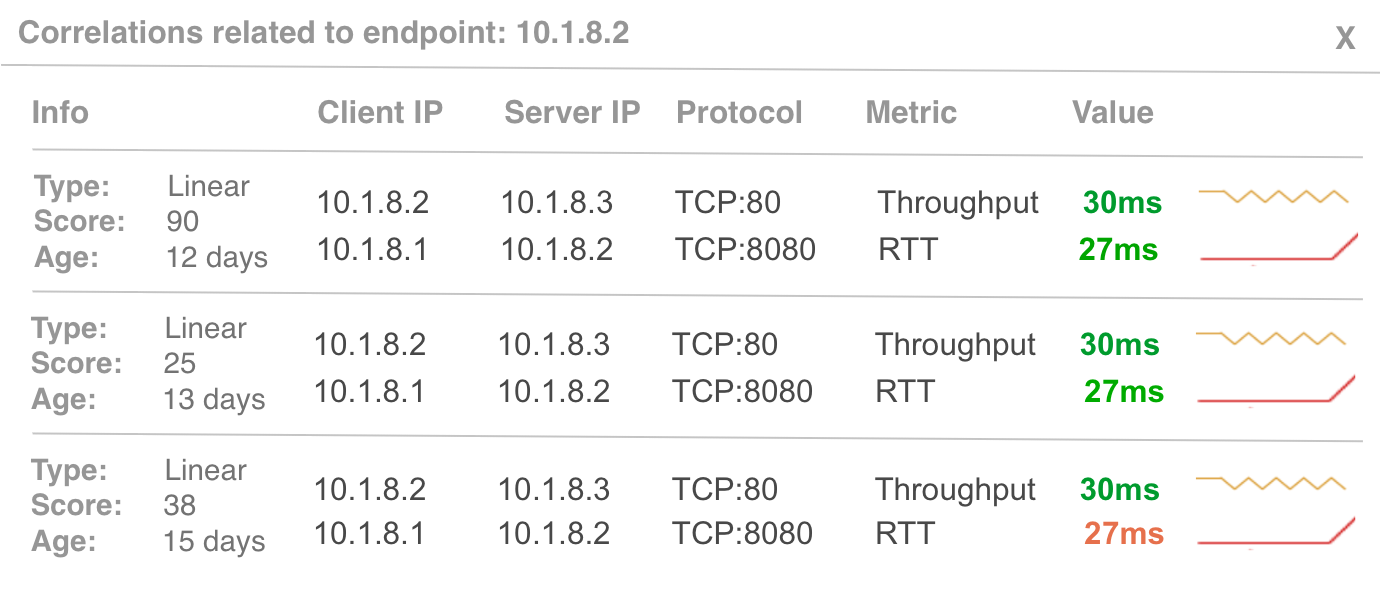 Correlations related to endpoint: 10.1.8.2 X
Info Client IP Server IP Protocol Metric Value
Type: Linear
Score: 90
Age: 12 days
10.1.8.2 10.1.8.3 TCP:80 Throughput 30ms
10.1.8.1 10.1.8.2 TCP:8080 RTT 27ms
Type: Linear
Score: 25
Age: 13 days
10.1.8.2 10.1.8.3 TCP:80 Throughput 30ms
10.1.8.1 10.1.8.2 TCP:8080 RTT 27ms
Type: Linear
Score: 38
Age: 15 days
10.1.8.2 10.1.8.3 TCP:80 Throughput 30ms
10.1.8.1 10.1.8.2 TCP:8080 RTT 27ms